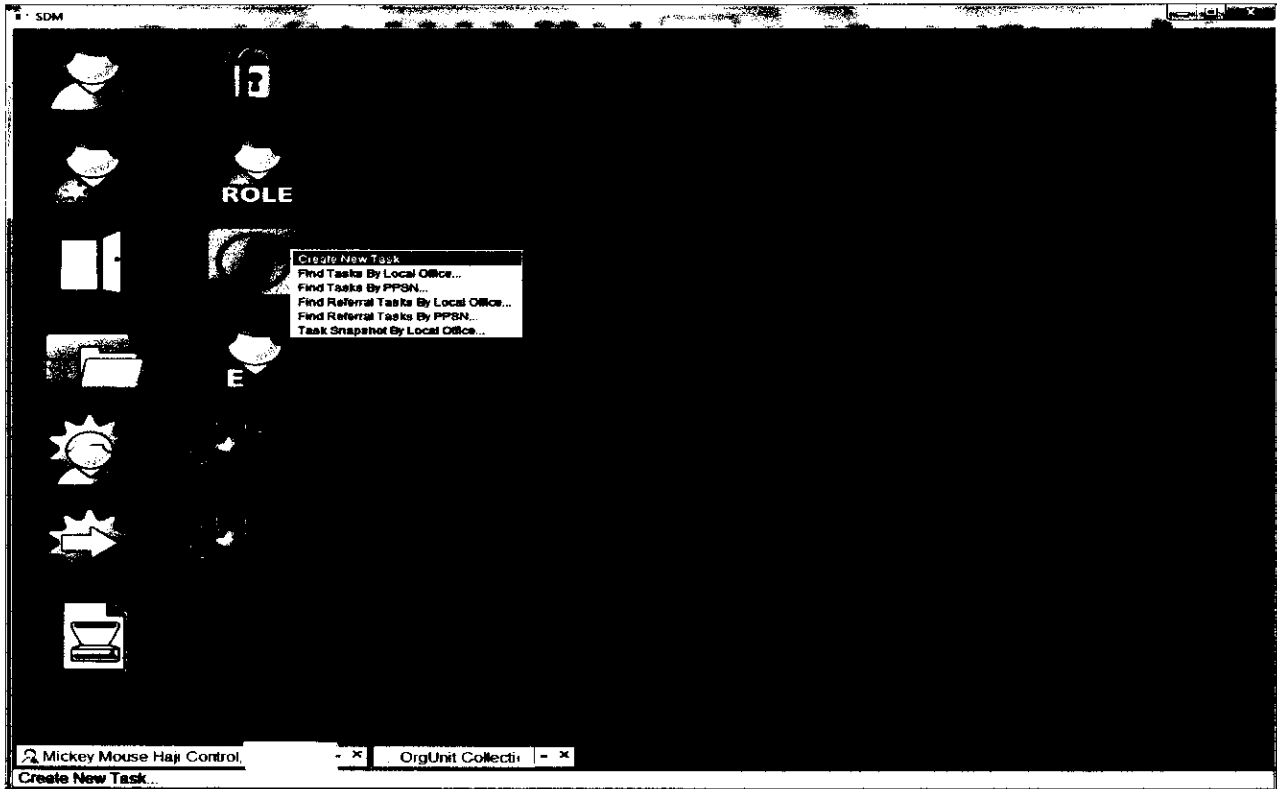 SDM
?
ROLE
Create New Task
Find Tasks By Local Office...
Find Tasks By PPSN...
Find Referral Tasks By Local Office...
Find Referral Tasks By PPSN...
Task Snapshot By Local Office...
E
Mickey Mouse Haji Control,
OrgUnit Collecti
Create New Task...